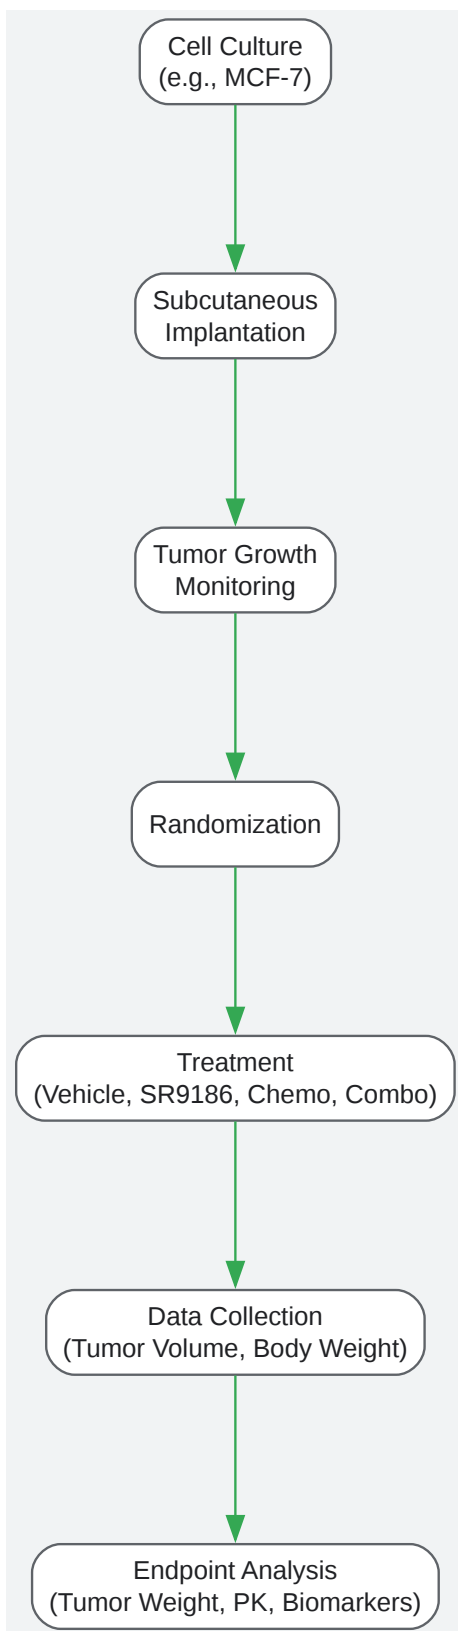 Cell Culture
(e.g., MCF-7)
Subcutaneous
Implantation
Tumor Growth
Monitoring
Randomization
Treatment
(Vehicle, SR9186, Chemo, Combo)
Data Collection
(Tumor Volume, Body Weight)
Endpoint Analysis
(Tumor Weight, PK, Biomarkers)